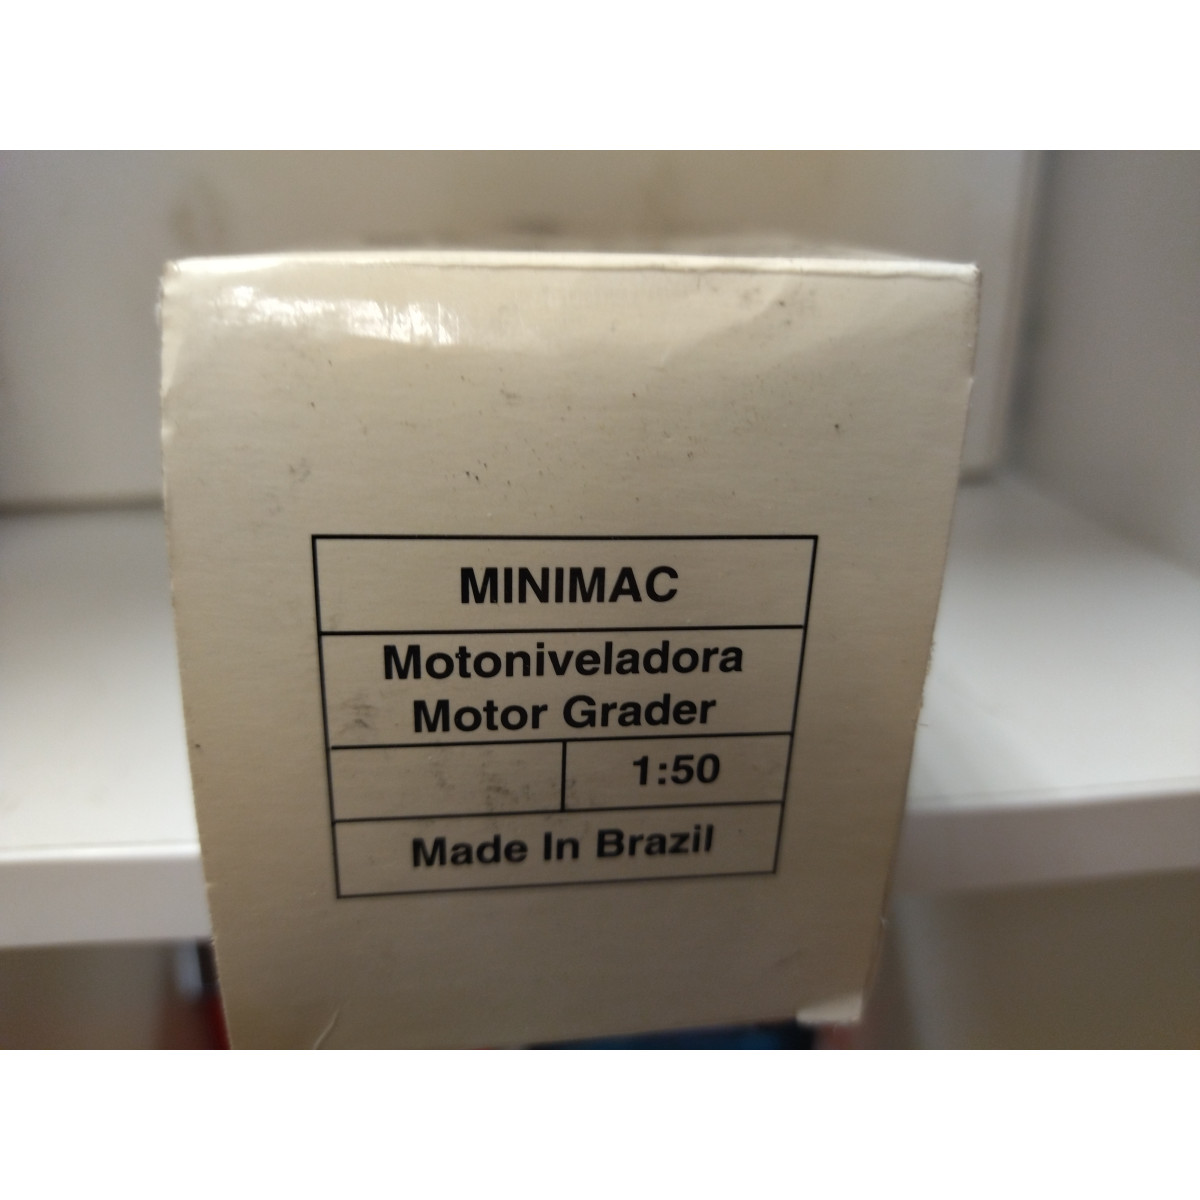 MINIMAC
Motoniveladora
Motor Grader
1:50
Made In Brazil